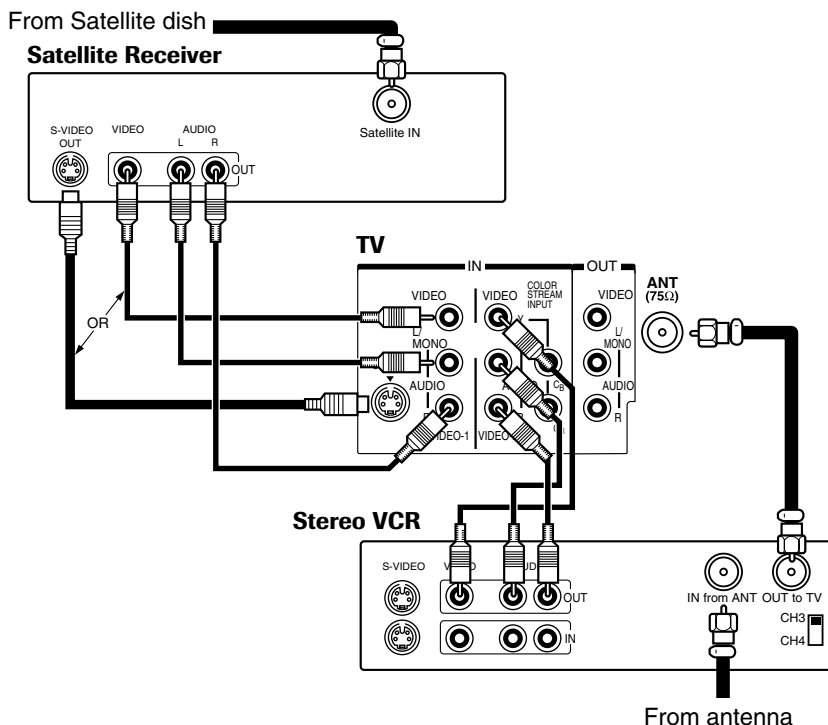 From Satellite dish
Satellite Receiver
S-VIDEO
OUT
VIDEO
AUDIO
L
R
OUT
Satellite IN
OR
TV
IN
OUT
VIDEO
L/
MONO
AUDIO
VIDEO
COLOR
STREAM
INPUT
Y
CB
VIDEO
L/
MONO
AUDIO
R
ANT
(75Ω)
Stereo VCR
S-VIDEO
OUT
IN
IN from ANT
OUT to TV
CH3
CH4
From antenna